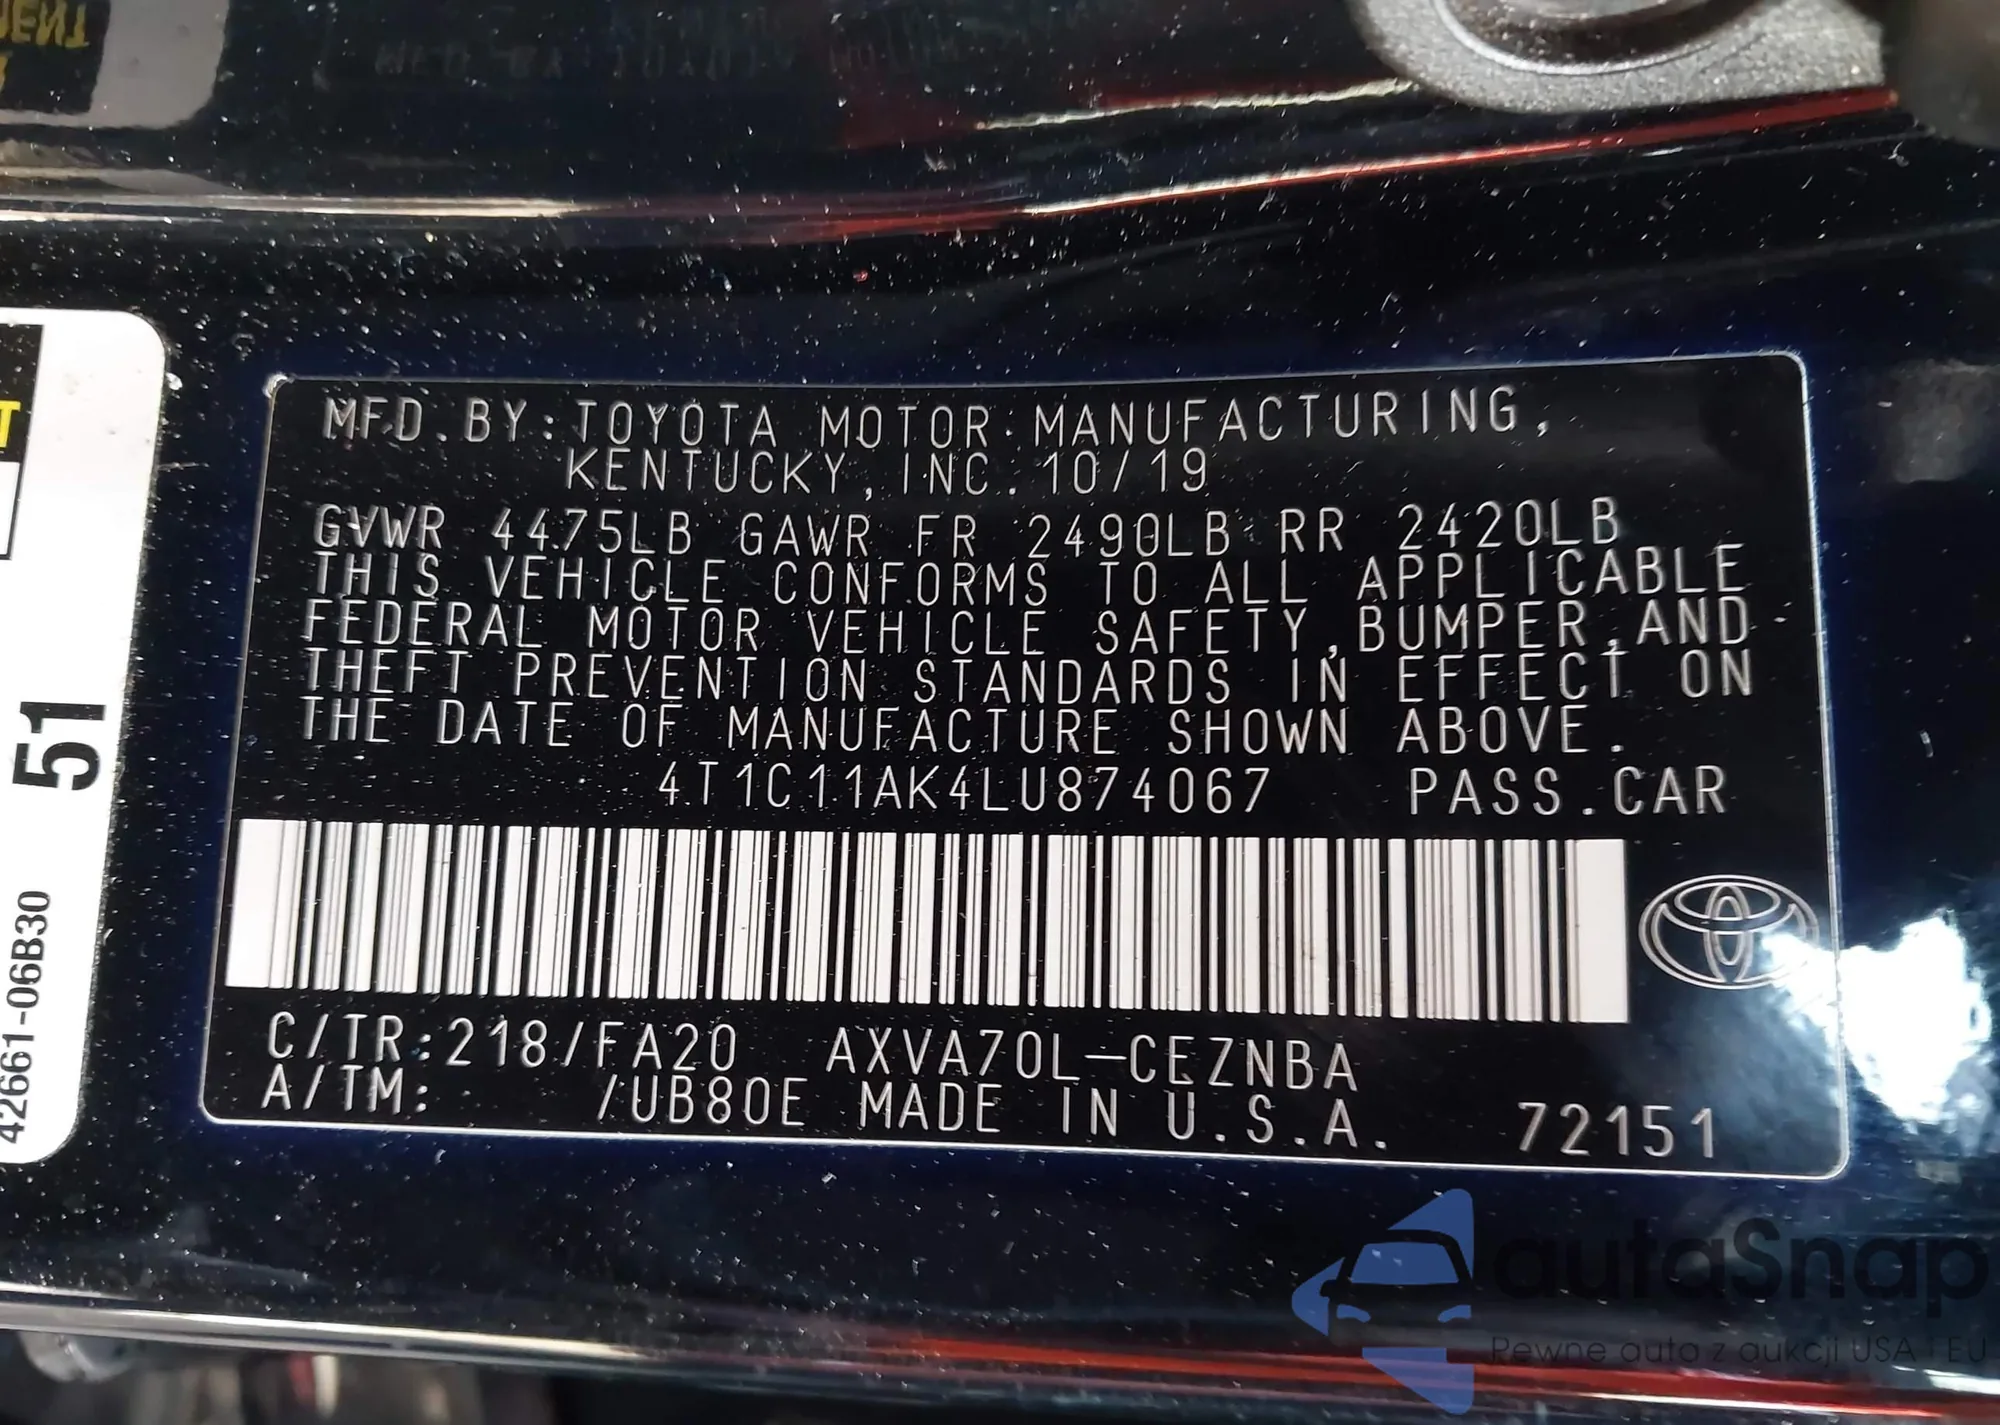 MFD.BY:TOYOTA MOTOR MANUFACTURING,
KENTUCKY, INC. 10/19
GVWR 4475LB GAWR FR 2490LB RR 2420LB
THIS VEHICLE CONFORMS TO ALL APPLICABLE
FEDERAL MOTOR VEHICLE SAFETY,BUMPER,AND
THEFT PREVENTION STANDARDS IN EFFECT ON
THE DATE OF MANUFACTURE SHOWN ABOVE.
4T1C11AK4LU874067 PASS.CAR
C/TR:218/FA20 AXVA70L-CEZNBA
A/TM: /UB80E MADE IN U.S.A. 72151
51
42661-06B30
autaSnap
Pewne auta z aukcji USA i EU